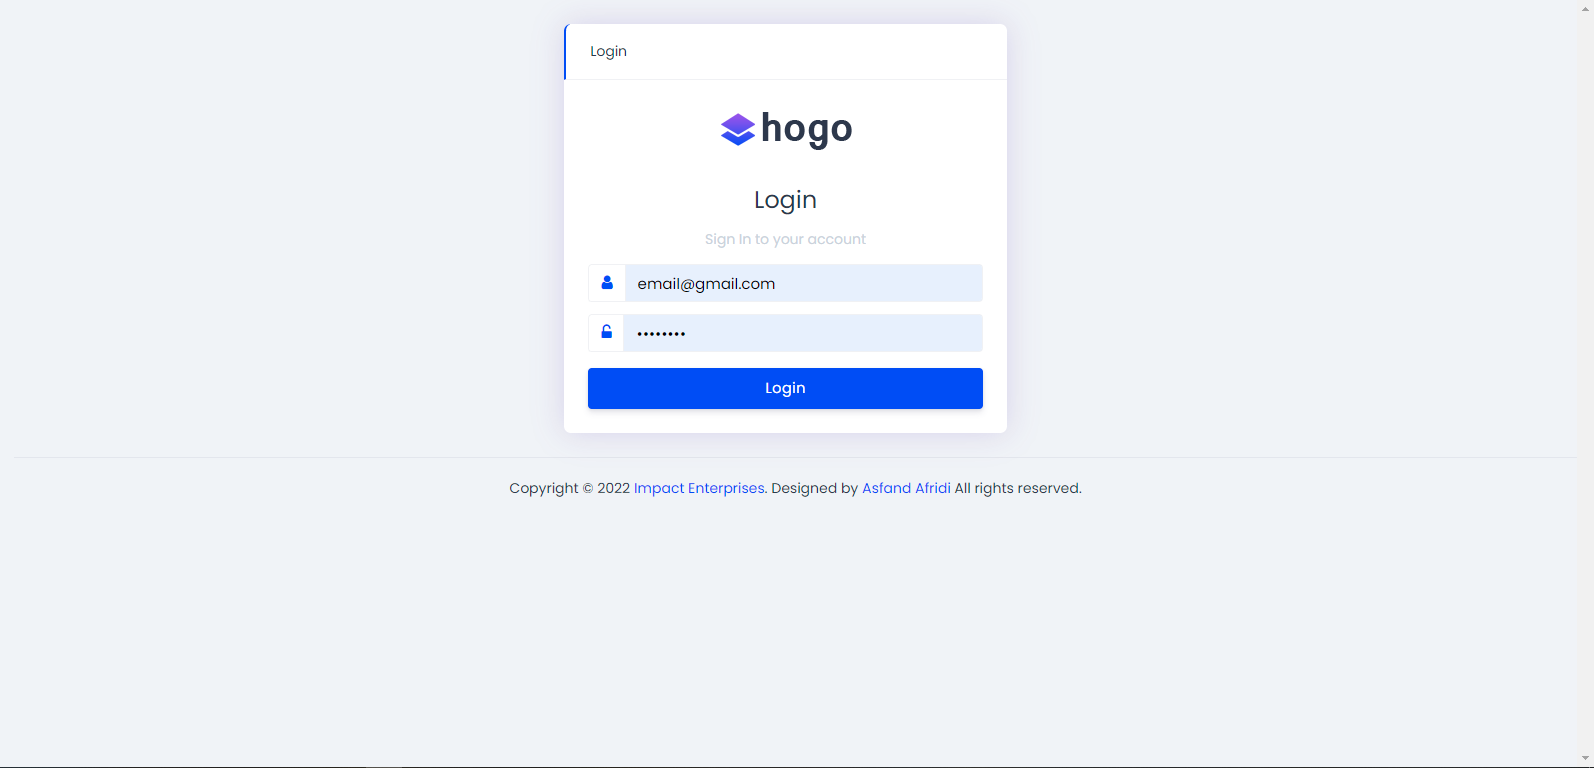 Login
hogo
Login
Sign In to your account
email@gmail.com
••••••••
Login
Copyright © 2022 Impact Enterprises. Designed by Asfand Afridi All rights reserved.